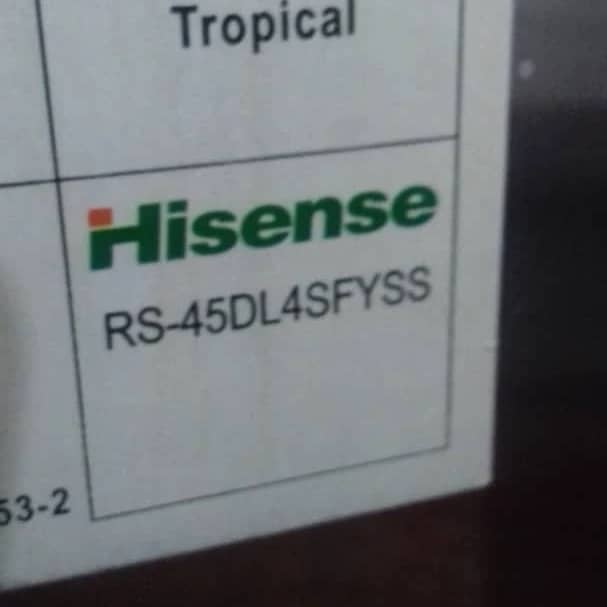 Tropical
Hisense
RS-45DL4SFYSS
53-2